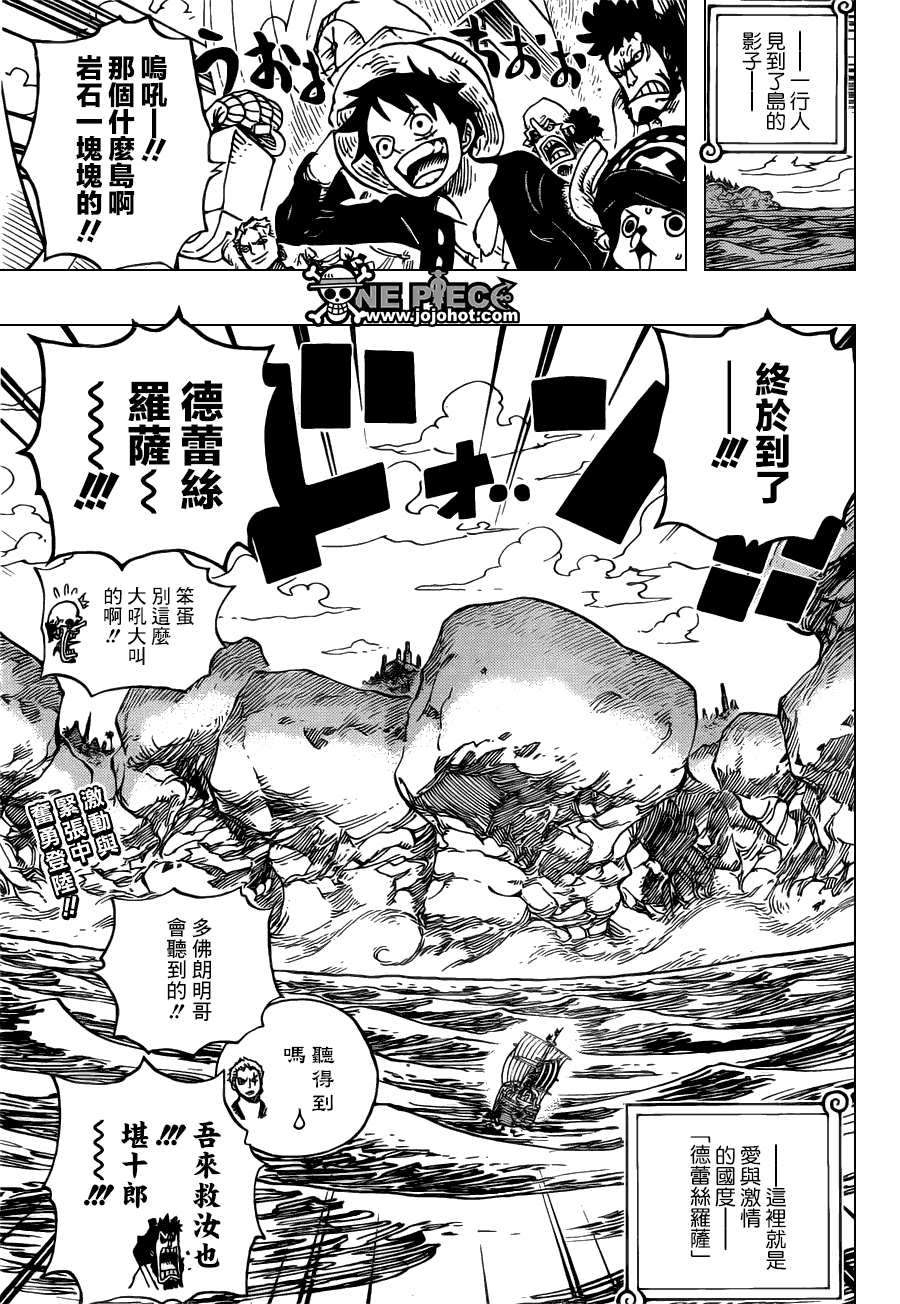 ——一行人
見到了島的
影子——
うおおおお
嗚吼——!!
那個什麼島啊
岩石一塊塊的!!
ONE PIECE
www.jojohot.com
終於到了
——!!!
德蕾絲
羅薩～
～!!!
笨蛋
別這麼
大吼大叫
的啊!!
激動與
緊張中
奮勇登陸!!
多佛朗明哥
會聽到的!!
聽得到
嗎
吾來救汝也
!!!
堪十郎
～!!!
——這裡就是
愛與激情
的國度——
「德蕾絲羅薩」